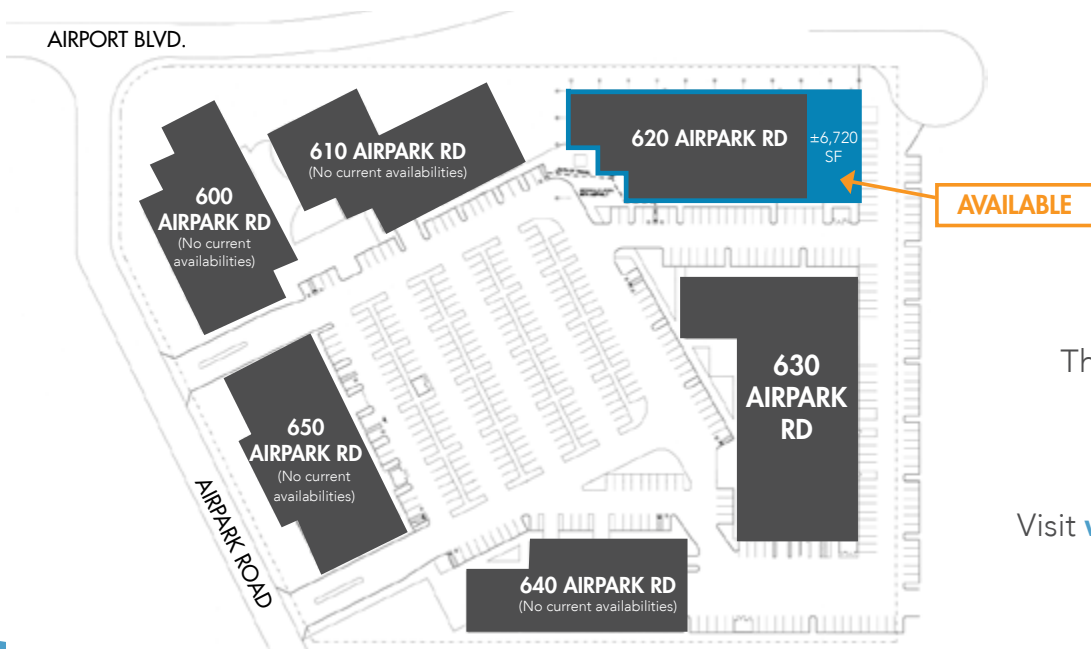 AIRPORT BLVD.
610 AIRPARK RD
(No current availabilities)
620 AIRPARK RD
±6,720
SF
600
AIRPARK RD
(No current
availabilities)
AVAILABLE
630
AIRPARK
RD
Th
650
AIRPARK RD
(No current
availabilities)
AIRPARK ROAD
Visit
640 AIRPARK RD
(No current availabilities)